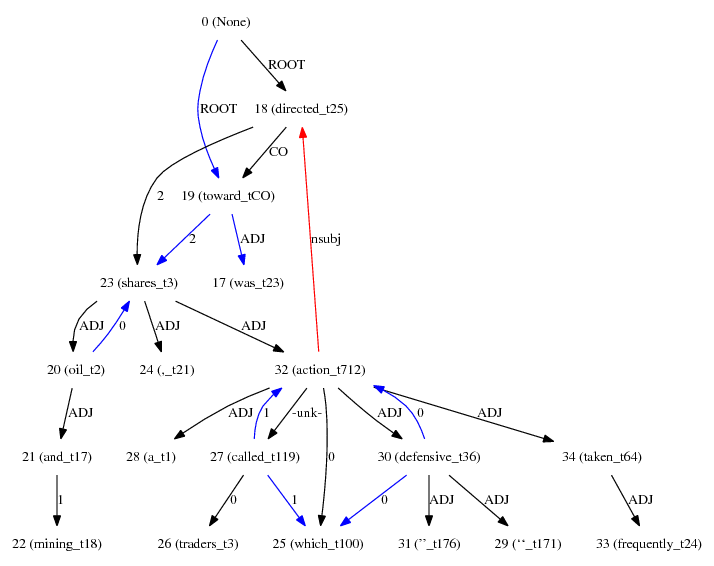 0 (None)
ROOT
ROOT
18 (directed_t25)
CO
2
19 (toward_tCO)
2
ADJ
nsubj
23 (shares_t3)
17 (was_t23)
ADJ
0
ADJ
ADJ
20 (oil_t2)
24 (,_t21)
32 (action_t712)
ADJ
ADJ
1
-unk-
ADJ
0
ADJ
21 (and_t17)
28 (a_t1)
27 (called_t119)
30 (defensive_t36)
34 (taken_t64)
1
0
1
0
0
ADJ
ADJ
ADJ
22 (mining_t18)
26 (traders_t3)
25 (which_t100)
31 (’’_t176)
29 (‘‘_t171)
33 (frequently_t24)